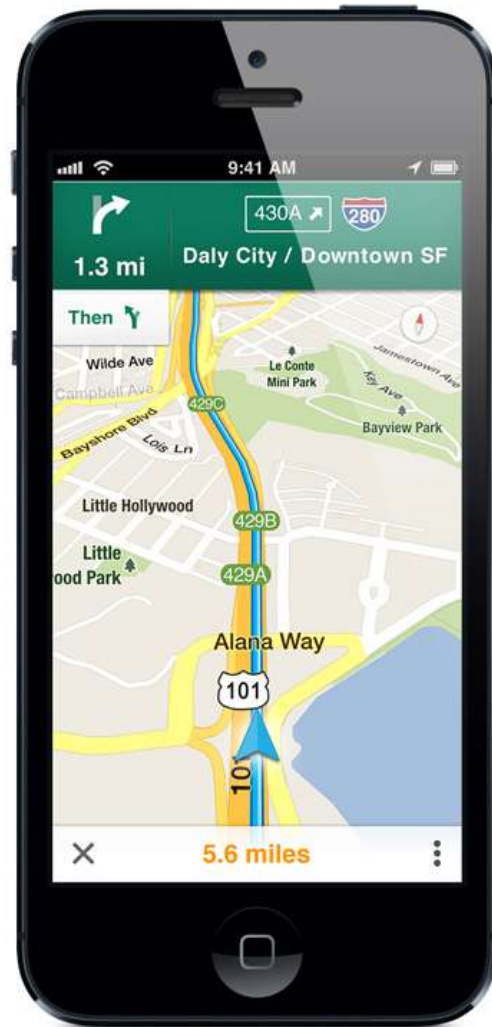 9:41 AM
430A 280
1.3 mi
Daly City / Downtown SF
Then
Wilde Ave
Le Conte
Mini Park
Jamestown Ave
Campbell Ave
Key Ave
429C
Bayshore Blvd
Bayview Park
Lois Ln
Little Hollywood
429B
Little
ood Park
429A
Alana Way
101
101
5.6 miles